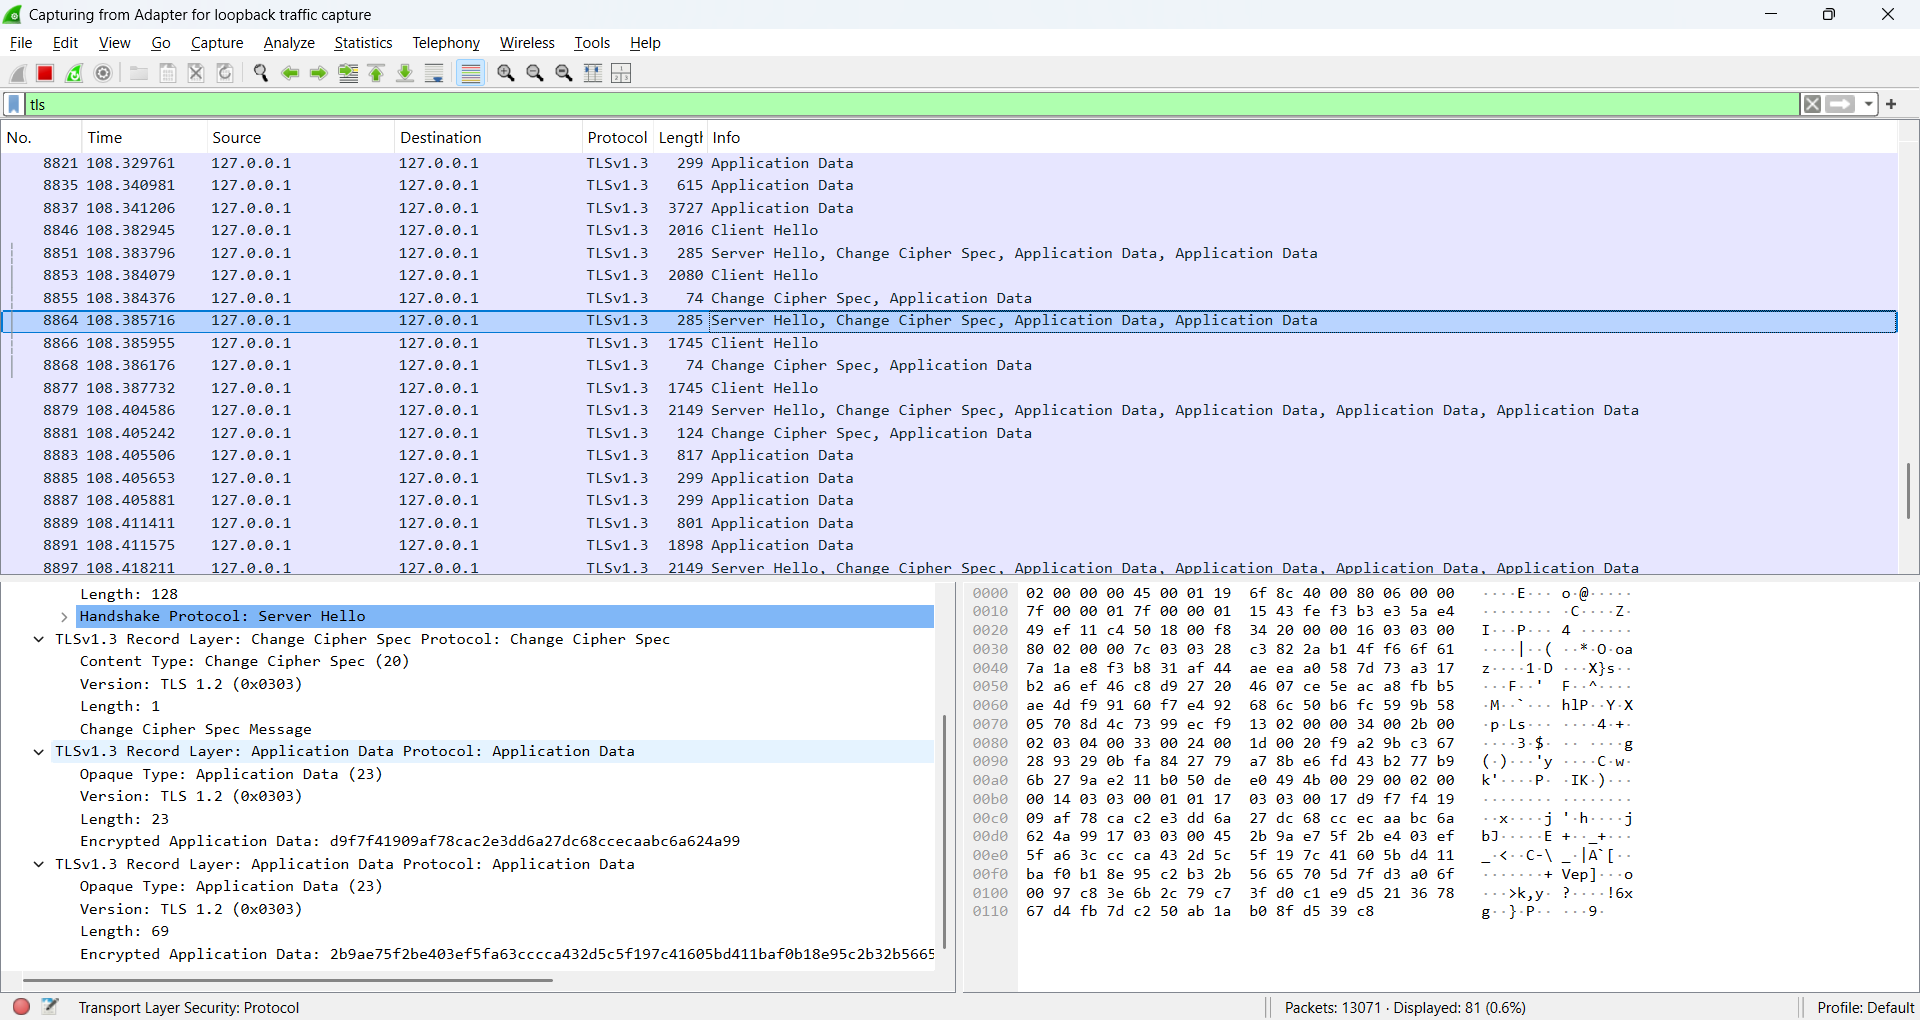 Capturing from Adapter for loopback traffic capture
File Edit View Go Capture Analyze Statistics Telephony Wireless Tools Help
tls
No. Time Source Destination Protocol Lengtl Info
8821 108.329761 127.0.0.1 127.0.0.1 TLSv1.3 299 Application Data
8835 108.340981 127.0.0.1 127.0.0.1 TLSv1.3 615 Application Data
8837 108.341206 127.0.0.1 127.0.0.1 TLSv1.3 3727 Application Data
8846 108.382945 127.0.0.1 127.0.0.1 TLSv1.3 2016 Client Hello
8851 108.383796 127.0.0.1 127.0.0.1 TLSv1.3 285 Server Hello, Change Cipher Spec, Application Data, Application Data
8853 108.384079 127.0.0.1 127.0.0.1 TLSv1.3 2080 Client Hello
8855 108.384376 127.0.0.1 127.0.0.1 TLSv1.3 74 Change Cipher Spec, Application Data
8864 108.385716 127.0.0.1 127.0.0.1 TLSv1.3 285 Server Hello, Change Cipher Spec, Application Data, Application Data
8866 108.385955 127.0.0.1 127.0.0.1 TLSv1.3 1745 Client Hello
8868 108.386176 127.0.0.1 127.0.0.1 TLSv1.3 74 Change Cipher Spec, Application Data
8877 108.387732 127.0.0.1 127.0.0.1 TLSv1.3 1745 Client Hello
8879 108.404586 127.0.0.1 127.0.0.1 TLSv1.3 2149 Server Hello, Change Cipher Spec, Application Data, Application Data, Application Data, Application Data
8881 108.405242 127.0.0.1 127.0.0.1 TLSv1.3 124 Change Cipher Spec, Application Data
8883 108.405506 127.0.0.1 127.0.0.1 TLSv1.3 817 Application Data
8885 108.405653 127.0.0.1 127.0.0.1 TLSv1.3 299 Application Data
8887 108.405881 127.0.0.1 127.0.0.1 TLSv1.3 299 Application Data
8889 108.411411 127.0.0.1 127.0.0.1 TLSv1.3 801 Application Data
8891 108.411575 127.0.0.1 127.0.0.1 TLSv1.3 1898 Application Data
8897 108.418211 127.0.0.1 127.0.0.1 TLSv1.3 2149 Server Hello, Change Cipher Spec, Application Data, Application Data, Application Data, Application Data
Length: 128
Handshake Protocol: Server Hello
TLSv1.3 Record Layer: Change Cipher Spec Protocol: Change Cipher Spec
Content Type: Change Cipher Spec (20)
Version: TLS 1.2 (0x0303)
Length: 1
Change Cipher Spec Message
TLSv1.3 Record Layer: Application Data Protocol: Application Data
Opaque Type: Application Data (23)
Version: TLS 1.2 (0x0303)
Length: 23
Encrypted Application Data: d9f7f41909af78cac2e3dd6a27dc68ccecaabc6a624a99
TLSv1.3 Record Layer: Application Data Protocol: Application Data
Opaque Type: Application Data (23)
Version: TLS 1.2 (0x0303)
Length: 69
Encrypted Application Data: 2b9ae75f2be403ef5fa63cccca432d5c5f197c41605bd411baf0b18e95c2b32b5665
0000 02 00 00 00 45 00 01 19 6f 8c 40 00 80 06 00 00 ····E··· o·@·····
0010 7f 00 00 01 7f 00 00 01 15 43 fe f3 b3 e3 5a e4 ········ ·C····Z·
0020 49 ef 11 c4 50 18 00 f8 34 20 00 00 16 03 03 00 I···P··· 4 ······
0030 80 02 00 00 7c 03 03 28 c3 82 2a b1 4f f6 6f 61 ····|··( ··*·O·oa
0040 7a 1a e8 f3 b8 31 af 44 ae ea a0 58 7d 73 a3 17 z····1·D ···X}s··
0050 b2 a6 ef 46 c8 d9 27 20 46 07 ce 5e ac a8 fb b5 ···F··' F··^····
0060 ae 4d f9 91 60 f7 e4 92 68 6c 50 b6 fc 59 9b 58 ·M··`··· hlP··Y·X
0070 05 70 8d 4c 73 99 ec f9 13 02 00 00 34 00 2b 00 ·p·Ls··· ····4·+·
0080 02 03 04 00 33 00 24 00 1d 00 20 f9 a2 9b c3 67 ····3·$· ·· ····g
0090 28 93 29 0b fa 84 27 79 a7 8b e6 fd 43 b2 77 b9 (·)···'y ····C·w·
00a0 6b 27 9a e2 11 b0 50 de e0 49 4b 00 29 00 02 00 k'····P· ·IK·)···
00b0 00 14 03 03 00 01 01 17 03 03 00 17 d9 f7 f4 19 ········ ········
00c0 09 af 78 ca c2 e3 dd 6a 27 dc 68 cc ec aa bc 6a ··x····j '·h····j
00d0 62 4a 99 17 03 03 00 45 2b 9a e7 5f 2b e4 03 ef bJ·····E +··_+···
00e0 5f a6 3c cc ca 43 2d 5c 5f 19 7c 41 60 5b d4 11 _·<··C-\ _·|A`[··
00f0 ba f0 b1 8e 95 c2 b3 2b 56 65 70 5d 7f d3 a0 6f ·······+ Vep]···o
0100 00 97 c8 3e 6b 2c 79 c7 3f d0 c1 e9 d5 21 36 78 ···>k,y· ?····!6x
0110 67 d4 fb 7d c2 50 ab 1a b0 8f d5 39 c8 g··}·P·· ···9·
Transport Layer Security: Protocol
Packets: 13071 · Displayed: 81 (0.6%)
Profile: Default